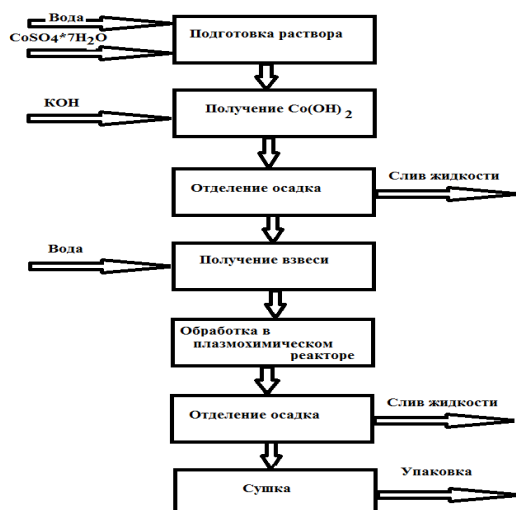 Вода
CoSO4*7H2O
Подготовка раствора
КОН
Получение Co(OH) 2
Отделение осадка
Слив жидкости
Вода
Получение взвеси
Обработка в
плазмохимическом
реакторе
Отделение осадка
Слив жидкости
Сушка
Упаковка